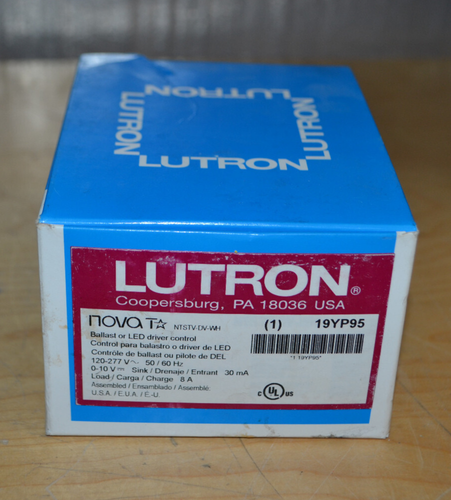 LUTRON
LUTRON
LUTRON
LUTRON
LUTRON®
Coopersburg, PA 18036 USA
nova T☆ NTSTV-DV-WH
(1) 19YP95
Ballast or LED driver control
Control para balastro o driver de LED
Contrôle de ballast ou pilote de DEL
120-277 V~ 50 / 60 Hz
0-10 V⎓ Sink / Drenaje / Entrant 30 mA
Load / Carga / Charge 8 A
Assembled / Ensamblado / Assemblé:
U.S.A. / E.U.A. / É.-U.
*19YP95*
c UL us